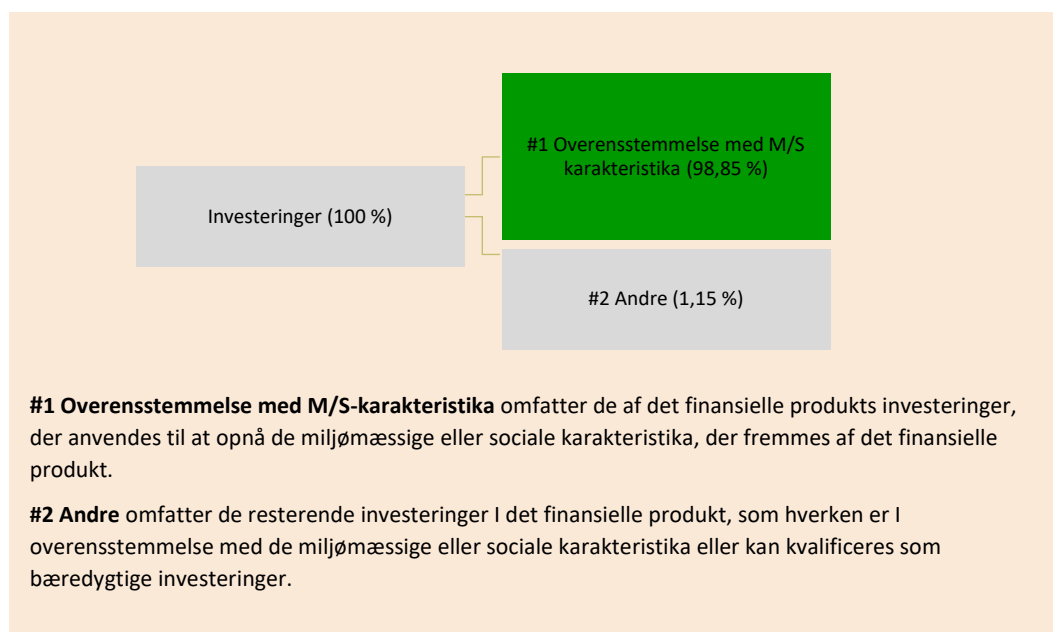 #1 Overensstemmelse med M/S
karakteristika (98,85 %)
Investeringer (100 %)
#2 Andre (1,15 %)
#1 Overensstemmelse med M/S-karakteristika omfatter de af det finansielle produkts investeringer,
der anvendes til at opnå de miljømæssige eller sociale karakteristika, der fremmes af det finansielle
produkt.
#2 Andre omfatter de resterende investeringer I det finansielle produkt, som hverken er I
overensstemmelse med de miljømæssige eller sociale karakteristika eller kan kvalificeres som
bæredygtige investeringer.